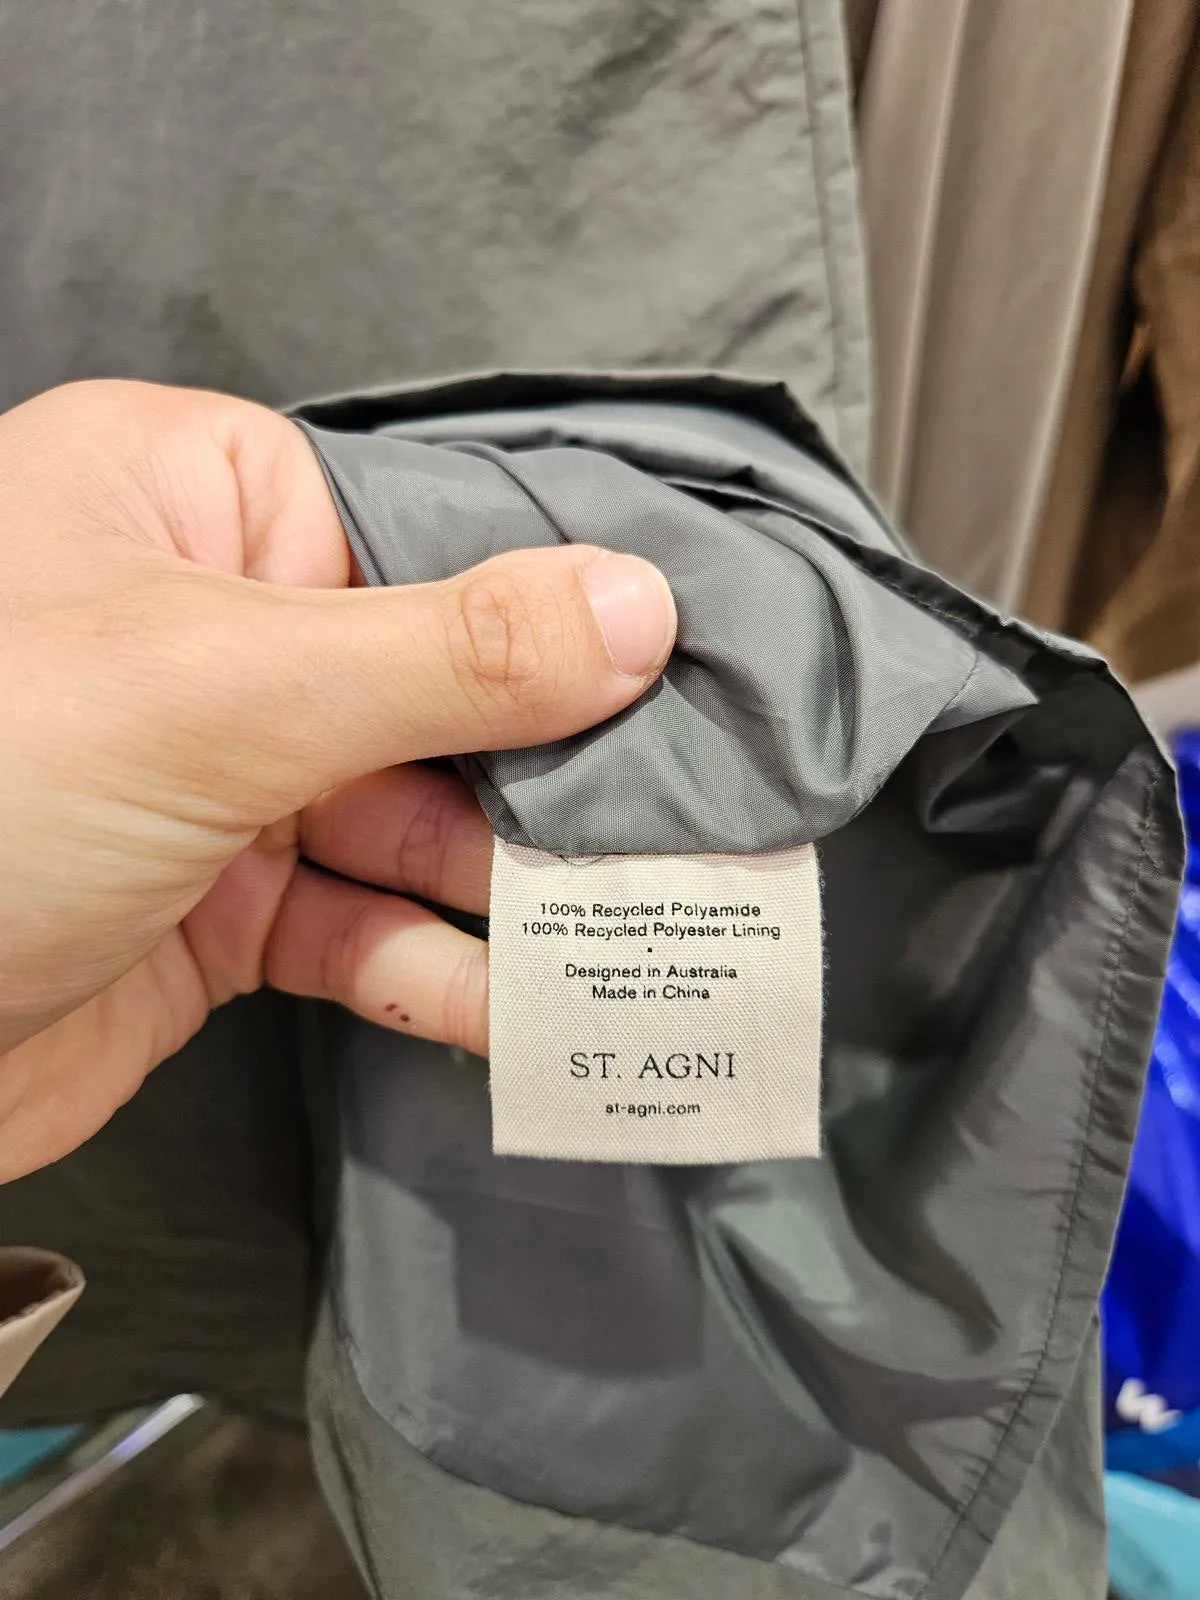 100% Recycled Polyamide
100% Recycled Polyester Lining
·
Designed in Australia
Made in China
ST. AGNI
st-agni.com